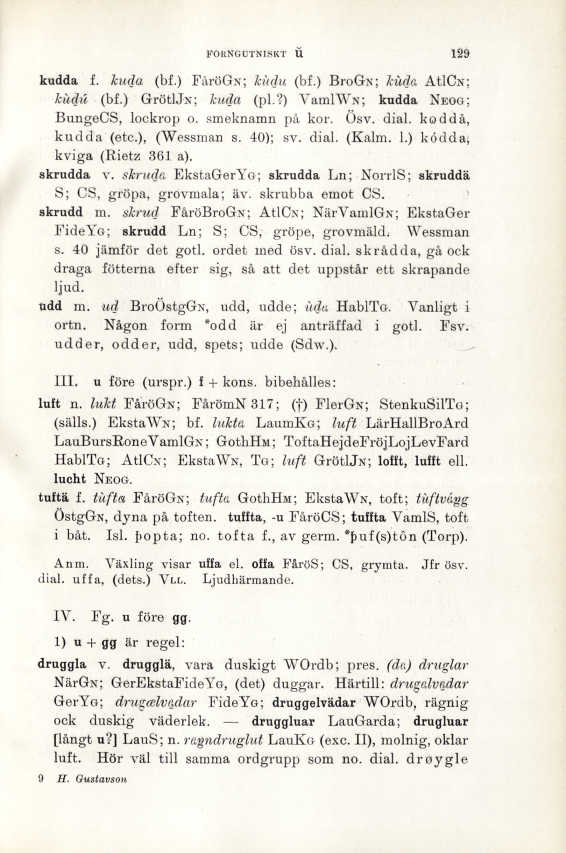 FORNGUTNISKT ŭ 129
kudda f. kuda (bf.) FåröGN; kùdu (bf.) BroGN; kùda AtlCN;
kùdú (bf.) GrötlJN; kuda (pl.?) VamlWN; kudda NEOG;
BungeCS, lockrop o. smeknamn på kor. Ösv. dial. koddå,
kudda (etc.), (Wessman s. 40); sv. dial. (Kalm. l.) kódda,
kviga (Rietz 361 a).
skrudda v. skruda EkstaGerYG; skrudda Ln; NorrlS; skruddä
S; CS, gröpa, grovmala; äv. skrubba emot CS.
skrudd m. skrud FåröBroGN; AtlCN; NärVamlGN; EkstaGer
FideYG; skrudd Ln; S; CS, gröpe, grovmäld. Wessman
s. 40 jämför det gotl. ordet med ösv. dial. skrådda, gå ock
draga fötterna efter sig, så att det uppstår ett skrapande
ljud.
udd m. ud BroÖstgGN, udd, udde; ùda HablTG. Vanligt i
ortn. Någon form *odd är ej anträffad i gotl. Fsv.
udder, odder, udd, spets; udde (Sdw.).
III. u före (urspr.) f + kons. bibehålles:
luft n. lukt FåröGN; FårömN 317; (†) FlerGN; StenkuSilTG;
(sälls.) EkstaWN; bf. lukta LaumKG; luft LärHallBroArd
LauBursRoneVamlGN; GothHM; ToftaHejdeFröjLojLevFard
HablTG; AtlCN; EkstaWN, TG; luft GrötlJN; lofft, lufft ell.
lucht NEOG.
tuftä f. tùfta FåröGN; tufta GothHM; EkstaWN, toft; tùftvágg
ÖstgGN, dyna på toften. tuffta, -u FåröCS; tuffta VamlS, toft
i båt. Isl. þopta; no. tofta f., av germ. *þuf(s)tôn (Torp).
Anm. Växling visar uffa el. offa FåröS; CS, grymta. Jfr ösv.
dial. uffa, (dets.) VLL. Ljudhärmande.
IV. Fg. u före gg.
1) u + gg är regel:
druggla v. drugglä, vara duskigt WOrdb; pres. (da) druglar
NärGN; GerEkstaFideYG, (det) duggar. Härtill: drugalvędar
GerYG; drugælvędar FideYG; druggelvädar WOrdb, rägnig
ock duskig väderlek. — druggluar LauGarda; drugluar
[långt u?] LauS; n. rægndruglut LauKG (exc. II), molnig, oklar
luft. Hör väl till samma ordgrupp som no. dial. drøygle
9 H. Gustavson